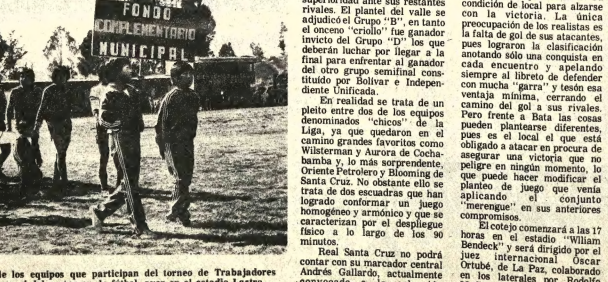 FONDO
COMPLEMENTARIO
MUNICIPAL
de los equipos que participan del torneo de Trabajadores
superioridad ante sus restantes
rivales. El plantel del valle se
adjudicó el Grupo "B", en tanto
el onceno "criollo" fue ganador
invicto del Grupo "D" los que
deberán luchar por llegar a la
final para enfrentar al ganador
del otro grupo semifinal cons-
tituído por Bolívar e Indepen-
diente Unificada.
En realidad se trata de un
pleito entre dos de los equipos
denominados "chicos" de la
Liga, ya que quedaron en el
camino grandes favoritos como
Wilsterman y Aurora de Cocha-
bamba y, lo más sorprendente,
Oriente Petrolero y Blooming de
Santa Cruz. No obstante ello se
trata de dos escuadras que han
logrado conformar un juego
homogéneo y armónico y que se
caracterizan por el despliegue
físico a lo largo de los 90
minutos.
Real Santa Cruz no podrá
contar con su marcador central
Andrés Gallardo, actualmente
condición de local para alzarse
con la victoria. La única
preocupación de los realistas es
la falta de gol de sus atacantes,
pues lograron la clasificación
anotando sólo una conquista en
cada encuentro y apelando
siempre al libreto de defender
con mucha "garra" y tesón esa
ventaja mínima, cerrando el
camino del gol a sus rivales.
Pero frente a Bata las cosas
pueden plantearse diferentes,
pues es el local el que está
obligado a atacar en procura de
asegurar una victoria que no
peligre en ningún momento, lo
que puede hacer modificar el
planteo de juego que venía
aplicando el conjunto
"merengue" en sus anteriores
compromisos.
El cotejo comenzará a las 17
horas en el estadio "Wlliam
Bendeck" y será dirigido por el
juez internacional Oscar
Ortubé, de La Paz, colaborado
en los laterales por Rodolfo